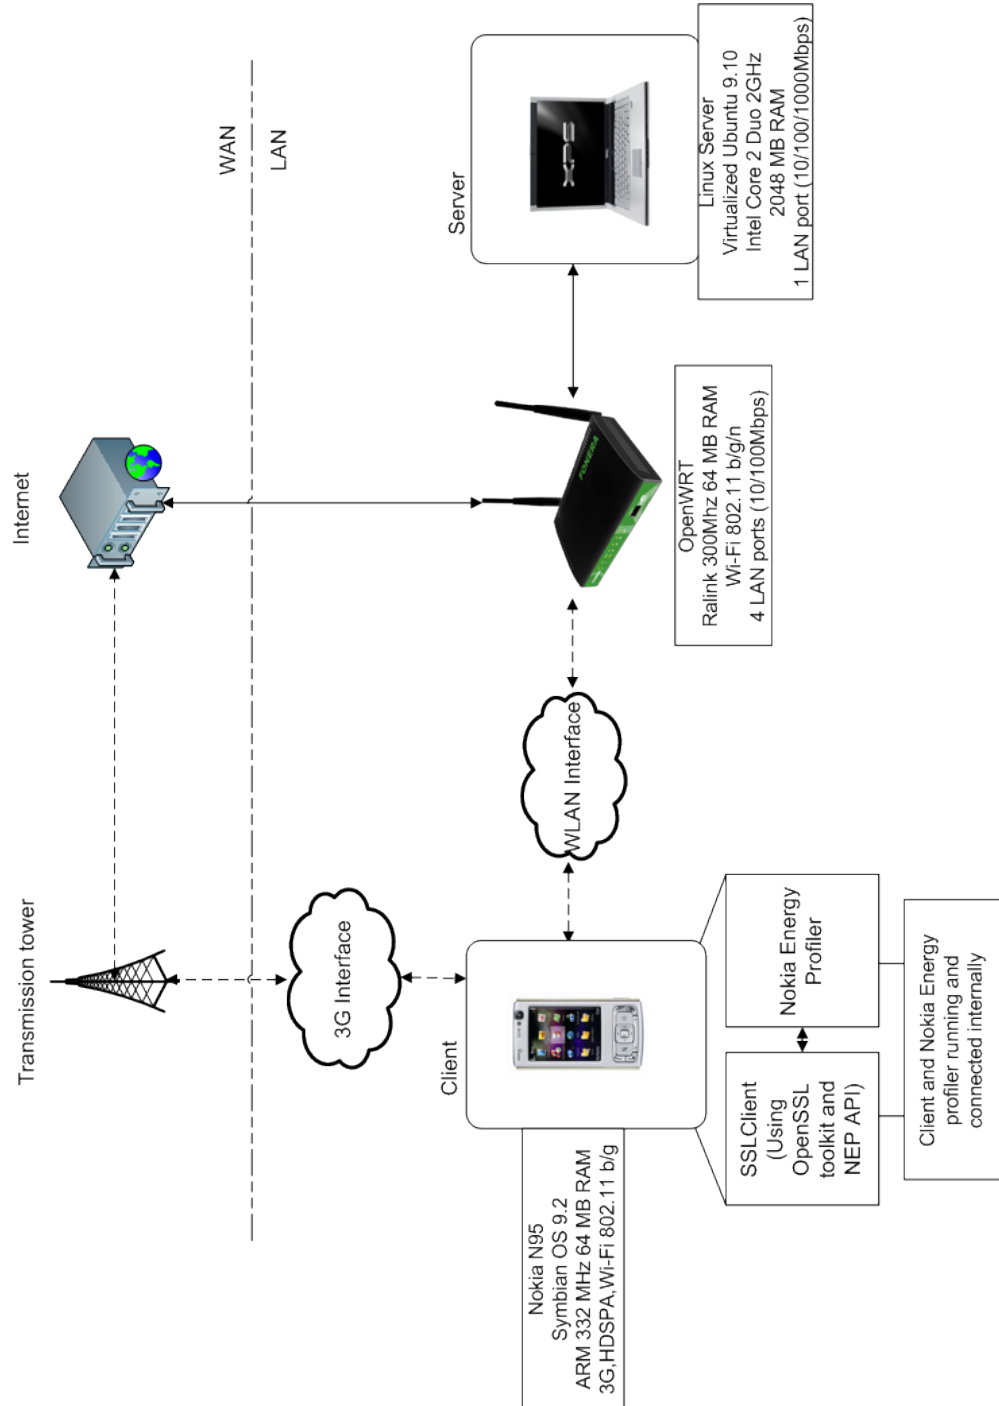 Transmission tower
Internet
WAN
LAN
3G Interface
Client
WLAN Interface
FONERA
Server
Nokia N95
Symbian OS 9.2
ARM 332 MHz 64 MB RAM
3G,HDSPA,Wi-Fi 802.11 b/g
OpenWRT
Ralink 300Mhz 64 MB RAM
Wi-Fi 802.11 b/g/n
4 LAN ports (10/100Mbps)
Linux Server
Virtualized Ubuntu 9.10
Intel Core 2 Duo 2GHz
2048 MB RAM
1 LAN port (10/100/1000Mbps)
SSLClient
(Using
OpenSSL
toolkit and
NEP API)
Nokia Energy
Profiler
Client and Nokia Energy
profiler running and
connected internally